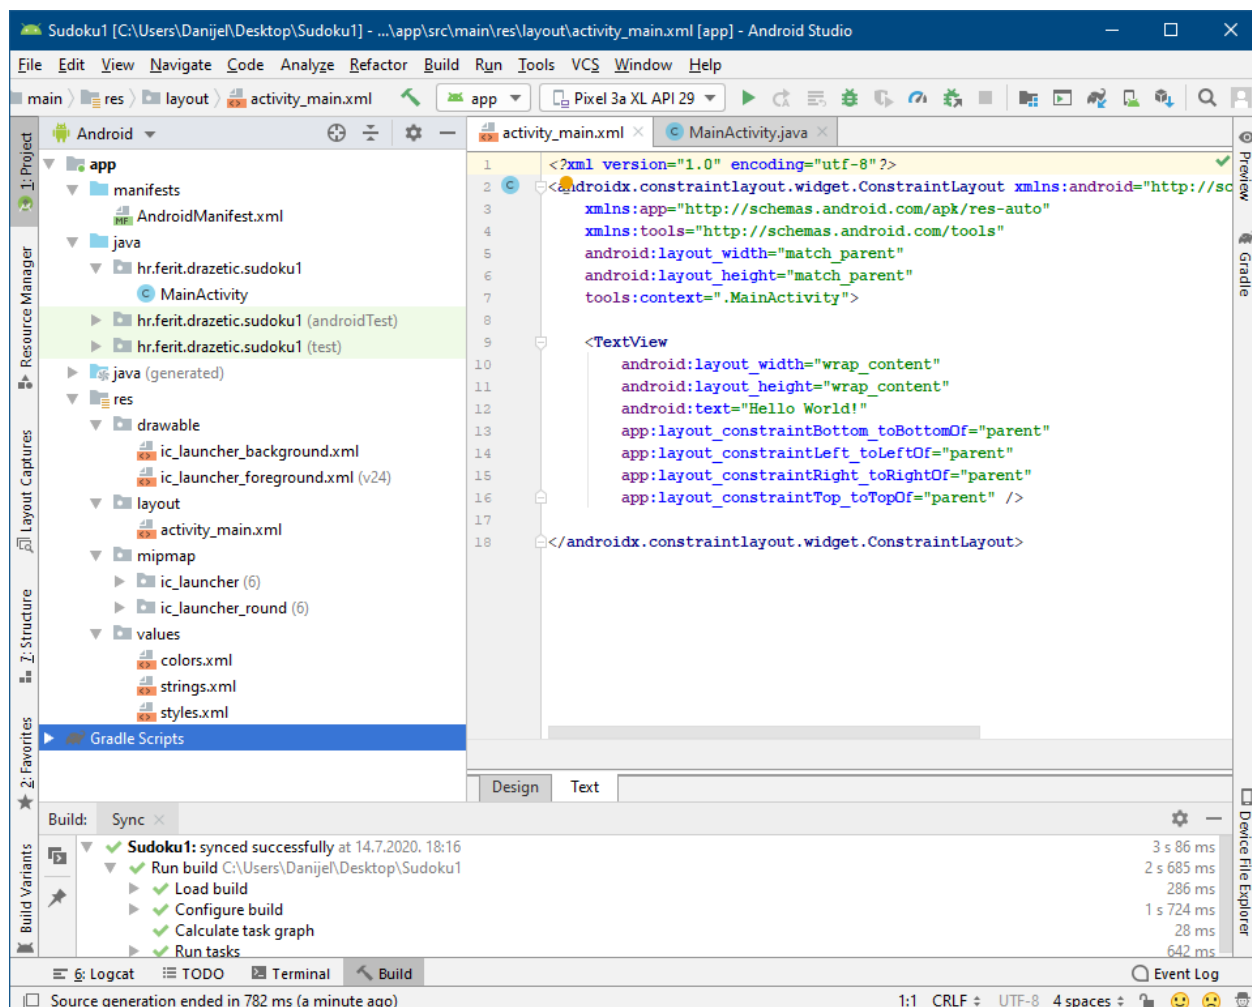 Sudoku1 [C:\Users\Danijel\Desktop\Sudoku1] - ...\app\src\main\res\layout\activity_main.xml [app] - Android Studio
File Edit View Navigate Code Analyze Refactor Build Run Tools VCS Window Help
main res layout activity_main.xml app Pixel 3a XL API 29
1: Project
Resource Manager
Layout Captures
7: Structure
2: Favorites
Build Variants
Android
app
manifests
MF AndroidManifest.xml
java
hr.ferit.drazetic.sudoku1
C MainActivity
hr.ferit.drazetic.sudoku1 (androidTest)
hr.ferit.drazetic.sudoku1 (test)
java (generated)
res
drawable
ic_launcher_background.xml
ic_launcher_foreground.xml (v24)
layout
activity_main.xml
mipmap
ic_launcher (6)
ic_launcher_round (6)
values
colors.xml
strings.xml
styles.xml
Gradle Scripts
activity_main.xml C MainActivity.java
1 <?xml version="1.0" encoding="utf-8"?>
2 C <androidx.constraintlayout.widget.ConstraintLayout xmlns:android="http://sc
3 xmlns:app="http://schemas.android.com/apk/res-auto"
4 xmlns:tools="http://schemas.android.com/tools"
5 android:layout_width="match_parent"
6 android:layout_height="match_parent"
7 tools:context=".MainActivity">
8
9 <TextView
10 android:layout_width="wrap_content"
11 android:layout_height="wrap_content"
12 android:text="Hello World!"
13 app:layout_constraintBottom_toBottomOf="parent"
14 app:layout_constraintLeft_toLeftOf="parent"
15 app:layout_constraintRight_toRightOf="parent"
16 app:layout_constraintTop_toTopOf="parent" />
17
18 </androidx.constraintlayout.widget.ConstraintLayout>
Design Text
Preview
Gradle
Device File Explorer
Build: Sync
Sudoku1: synced successfully at 14.7.2020. 18:16 3 s 86 ms
Run build C:\Users\Danijel\Desktop\Sudoku1 2 s 685 ms
Load build 286 ms
Configure build 1 s 724 ms
Calculate task graph 28 ms
Run tasks 642 ms
6: Logcat TODO Terminal Build Event Log
Source generation ended in 782 ms (a minute ago) 1:1 CRLF UTF-8 4 spaces